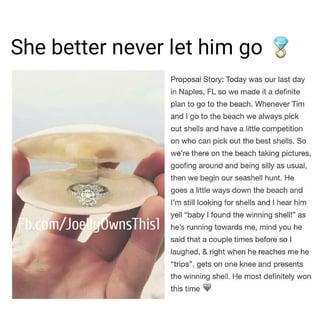 She better never let him go 💍
Proposal Story: Today was our last day
in Naples, FL so we made it a definite
plan to go to the beach. Whenever Tim
and I go to the beach we always pick
out shells and have a little competition
on who can pick out the best shells. So
we're there on the beach taking pictures,
goofing around and being silly as usual,
then we begin our seashell hunt. He
goes a little ways down the beach and
I'm still looking for shells and I hear him
yell "baby I found the winning shell!" as
he's running towards me, mind you he
said that a couple times before so I
laughed, & right when he reaches me he
"trips", gets on one knee and presents
the winning shell. He most definitely won
this time 💗